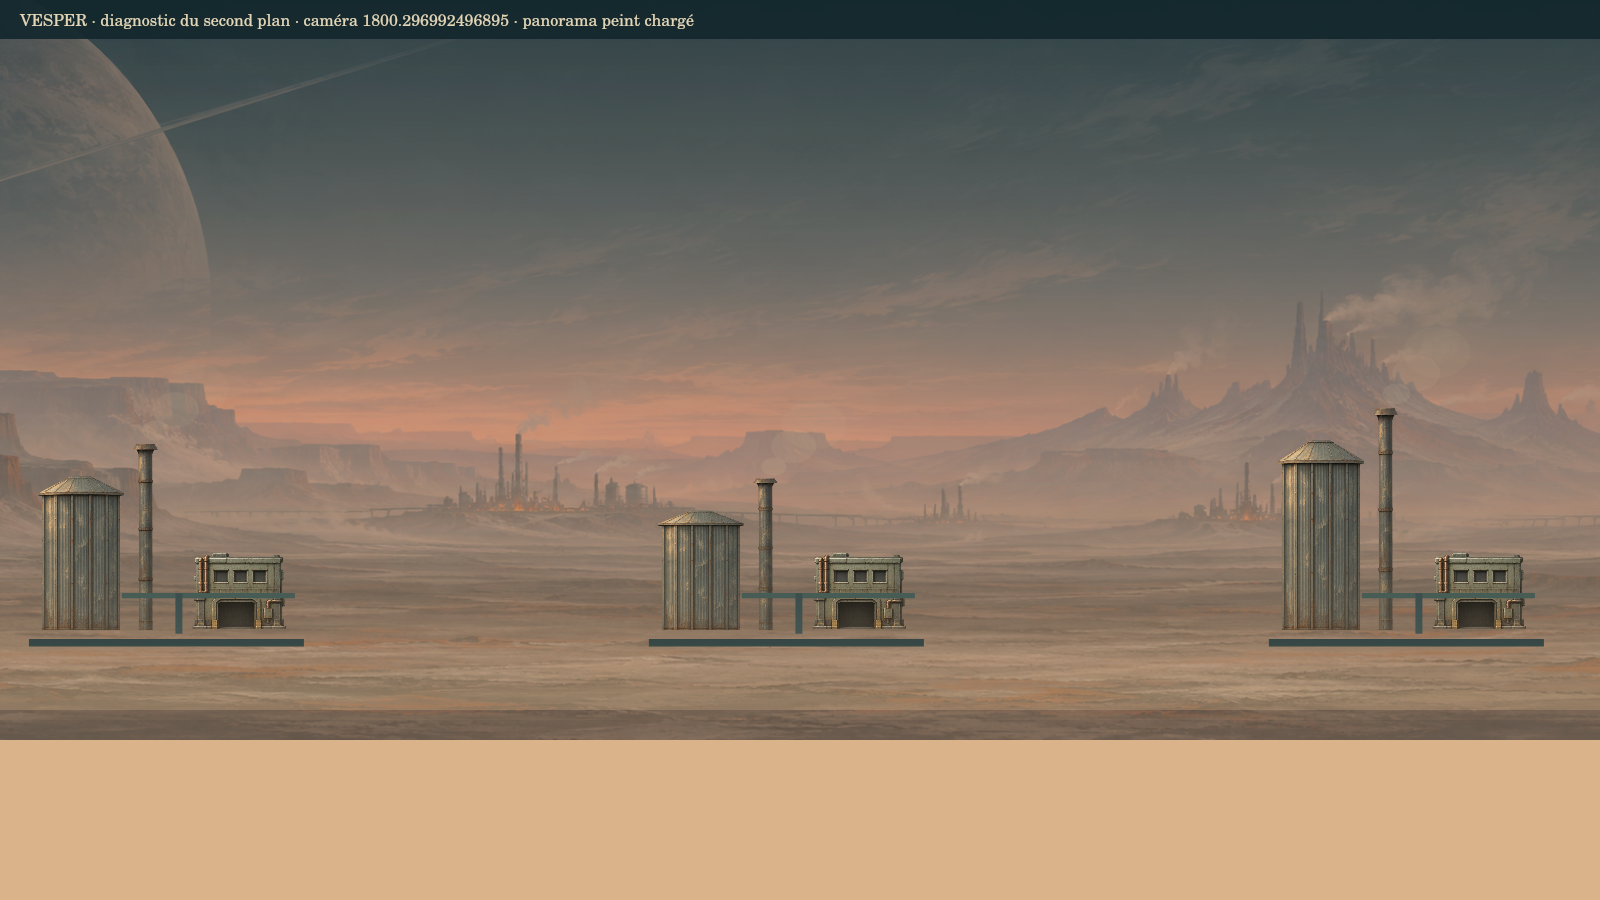 VESPER · diagnostic du second plan · caméra 1800.296992496895 · panorama peint chargé